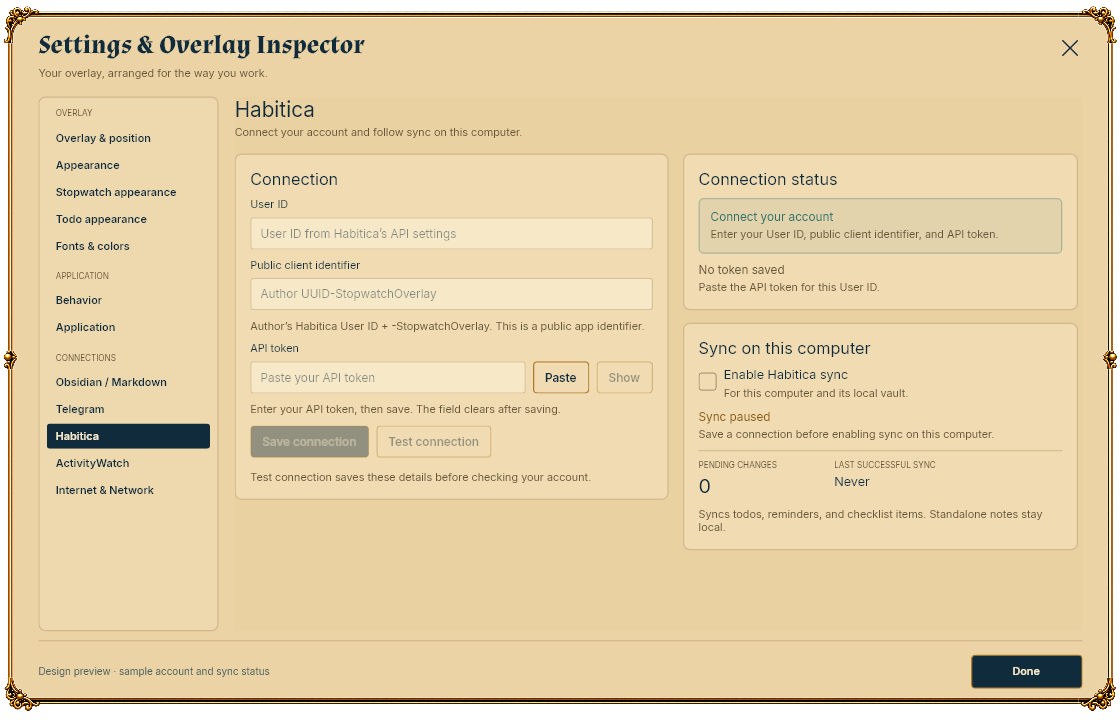 Settings & Overlay Inspector
Your overlay, arranged for the way you work.
OVERLAY
Overlay & position
Appearance
Stopwatch appearance
Todo appearance
Fonts & colors
APPLICATION
Behavior
Application
CONNECTIONS
Obsidian / Markdown
Telegram
Habitica
ActivityWatch
Internet & Network
Habitica
Connect your account and follow sync on this computer.
Connection
User ID
User ID from Habitica’s API settings
Public client identifier
Author UUID-StopwatchOverlay
Author’s Habitica User ID + -StopwatchOverlay. This is a public app identifier.
API token
Paste your API token
Paste
Show
Enter your API token, then save. The field clears after saving.
Save connection
Test connection
Test connection saves these details before checking your account.
Connection status
Connect your account
Enter your User ID, public client identifier, and API token.
No token saved
Paste the API token for this User ID.
Sync on this computer
Enable Habitica sync
For this computer and its local vault.
Sync paused
Save a connection before enabling sync on this computer.
PENDING CHANGES
0
LAST SUCCESSFUL SYNC
Never
Syncs todos, reminders, and checklist items. Standalone notes stay
local.
Design preview · sample account and sync status
Done